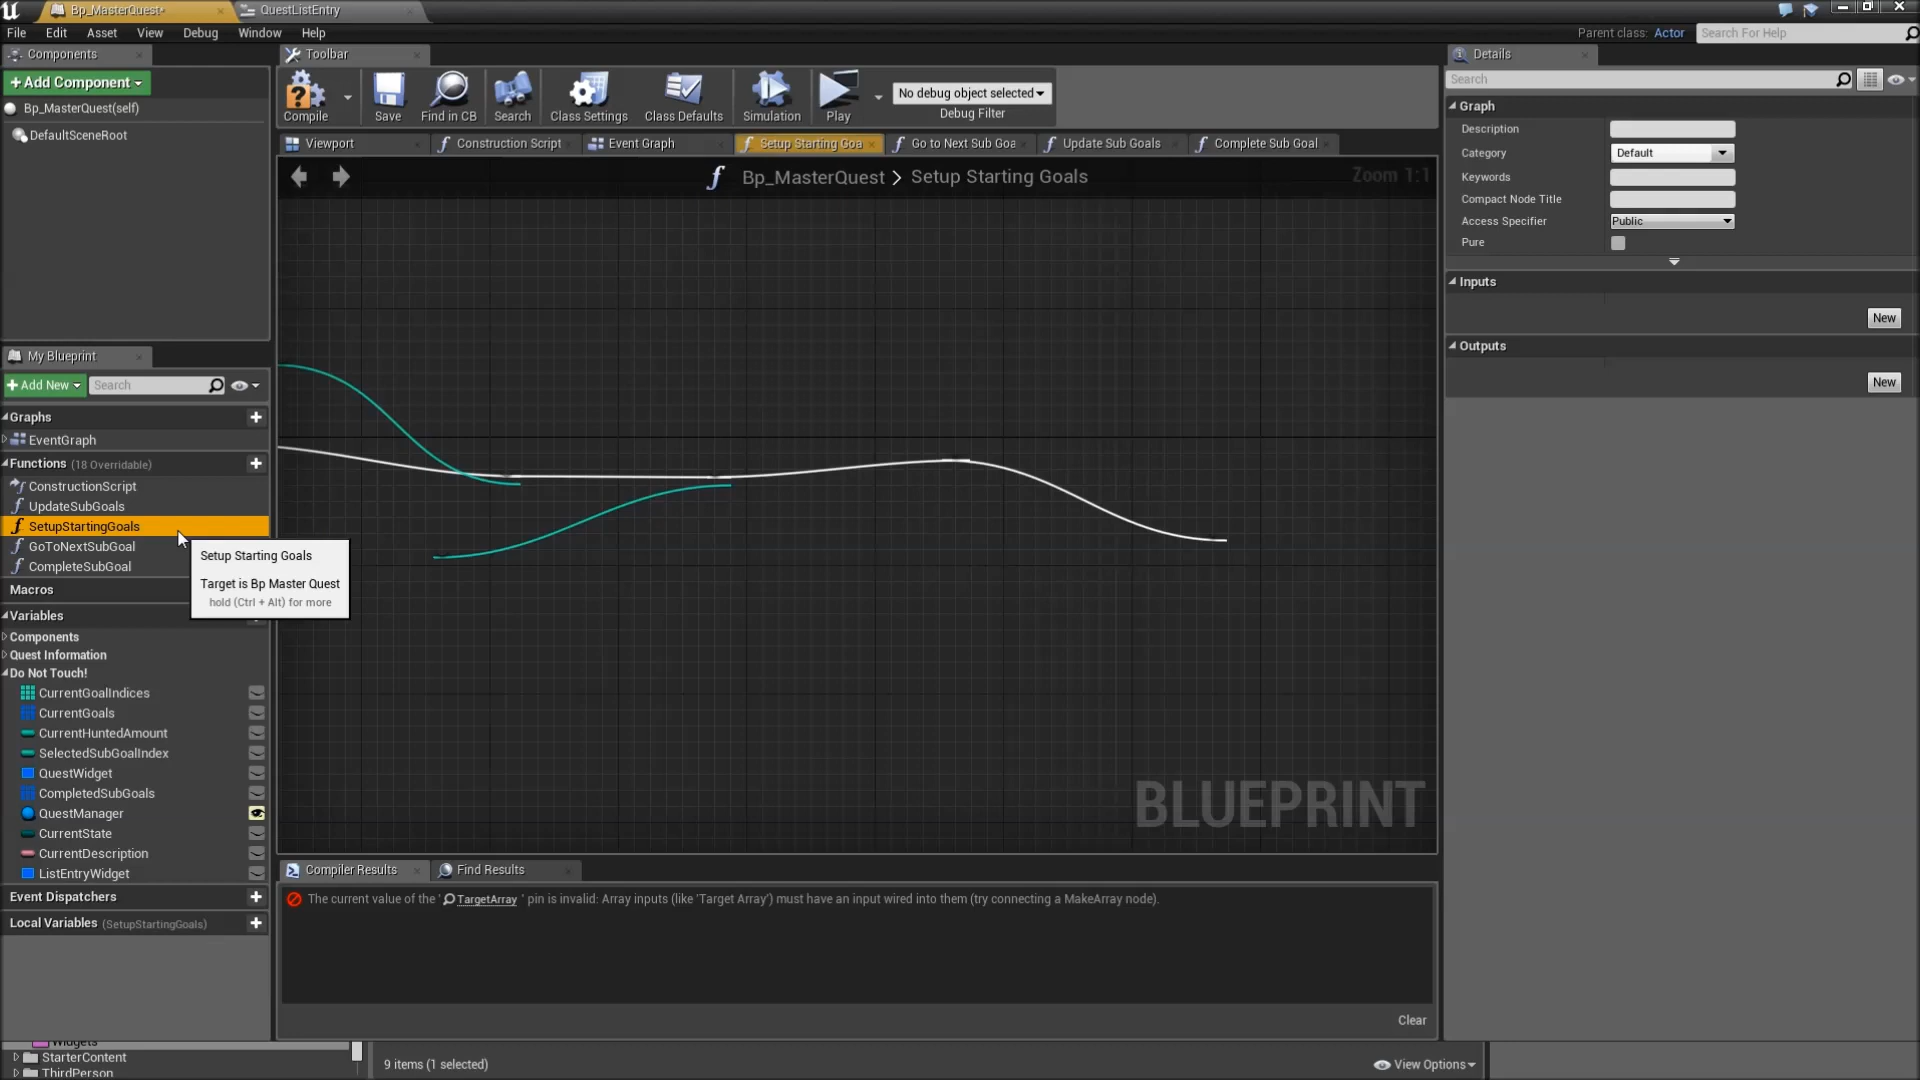 Bp_MasterQuest*
QuestListEntry
File
Edit
Asset
View
Debug
Window
Help
Parent class: Actor
Search For Help
Components
Toolbar
Details
+Add Component
Compile
Save
Find in CB
Search
Class Settings
Class Defaults
Simulation
Play
No debug object selected
Debug Filter
Search
Bp_MasterQuest(self)
DefaultSceneRoot
Graph
Description
Category
Default
Keywords
Compact Node Title
Access Specifier
Public
Pure
Inputs
New
Outputs
New
Viewport
Construction Script
Event Graph
Setup Starting Goa
Go to Next Sub Goa
Update Sub Goals
Complete Sub Goal
Bp_MasterQuest > Setup Starting Goals
Zoom 1:1
My Blueprint
+Add New
Search
Graphs
EventGraph
Functions (18 Overridable)
ConstructionScript
UpdateSubGoals
SetupStartingGoals
GoToNextSubGoal
CompleteSubGoal
Setup Starting Goals
Target is Bp Master Quest
hold (Ctrl + Alt) for more
Macros
Variables
Components
Quest Information
Do Not Touch!
CurrentGoalIndices
CurrentGoals
CurrentHuntedAmount
SelectedSubGoalIndex
QuestWidget
CompletedSubGoals
QuestManager
CurrentState
CurrentDescription
ListEntryWidget
Event Dispatchers
Local Variables (SetupStartingGoals)
BLUEPRINT
Compiler Results
Find Results
The current value of the ' TargetArray ' pin is invalid: Array inputs (like 'Target Array') must have an input wired into them (try connecting a MakeArray node).
Clear
Widgets
StarterContent
ThirdPerson
9 items (1 selected)
View Options